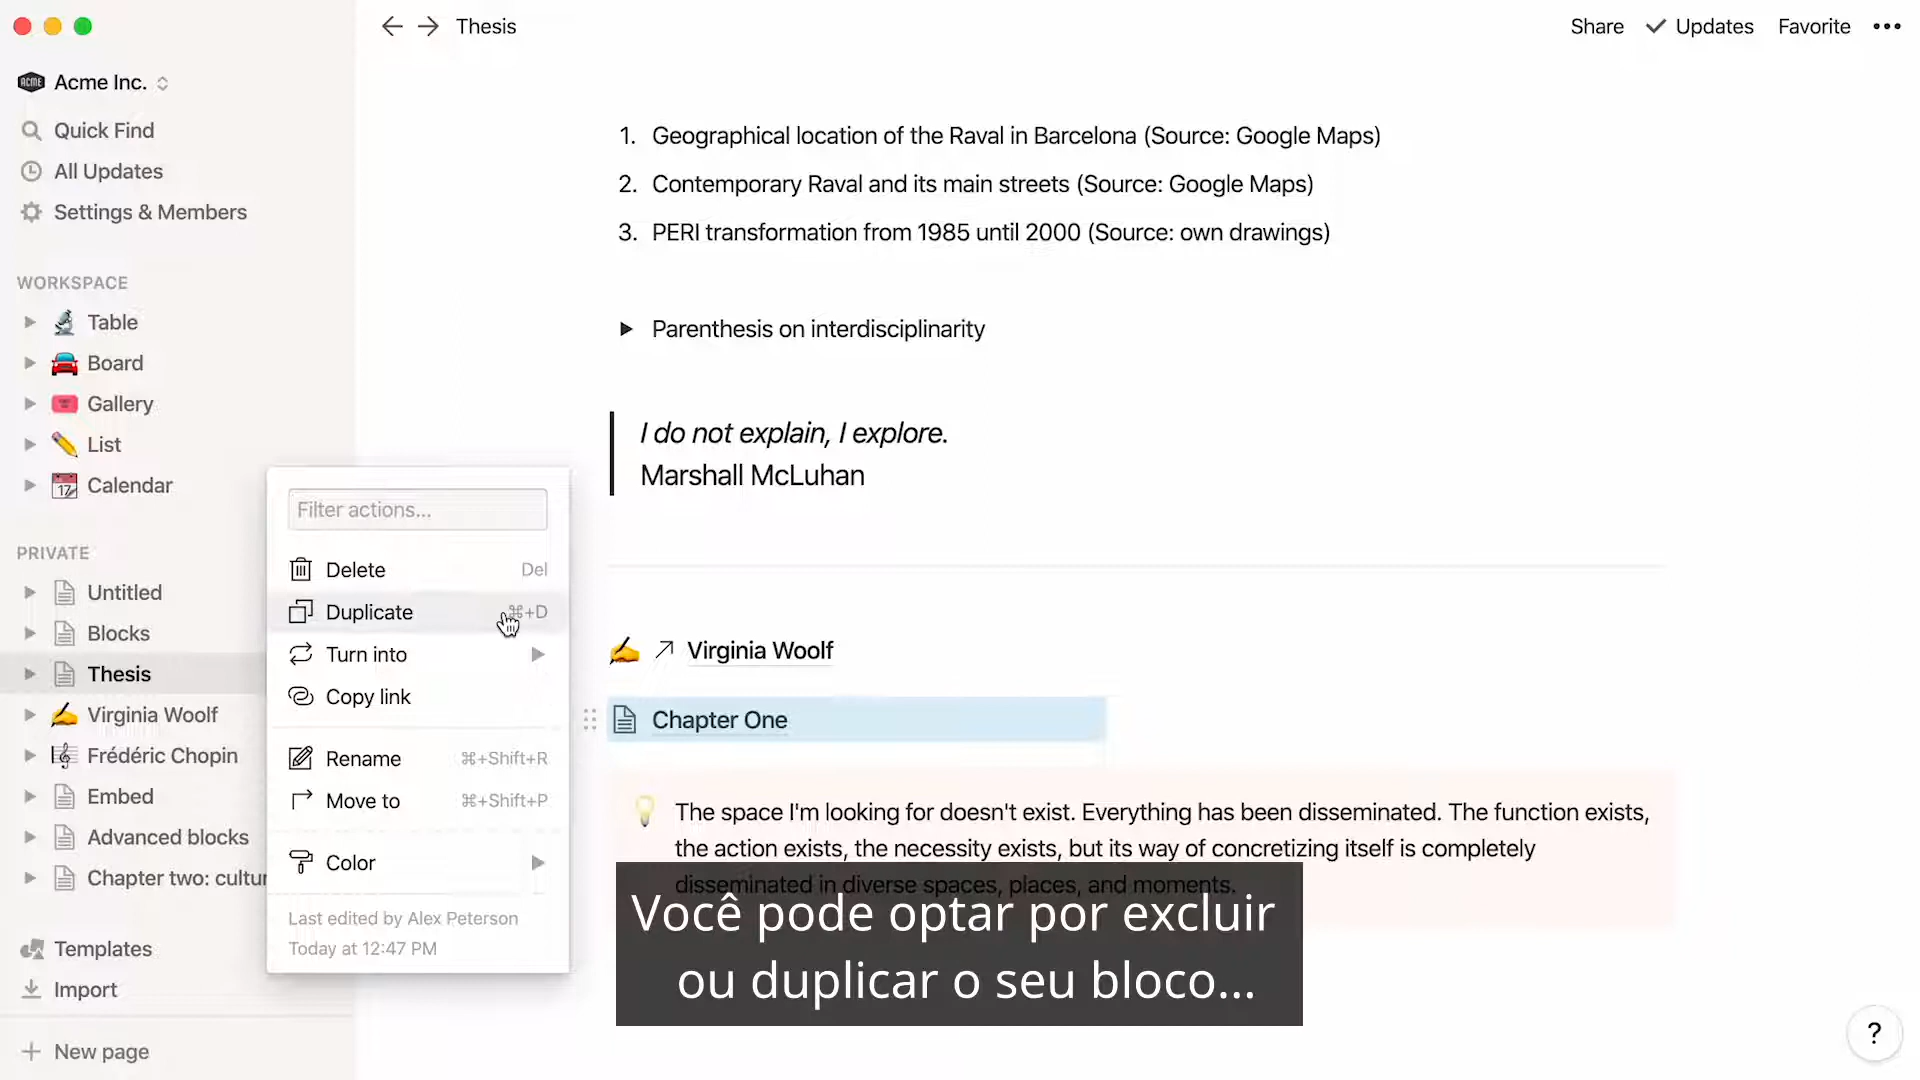 Thesis
Share
Updates
Favorite
ACME
Acme Inc.
Quick Find
All Updates
Settings & Members
WORKSPACE
Table
Board
Gallery
List
17
Calendar
PRIVATE
Untitled
Blocks
Thesis
Virginia Woolf
Frédéric Chopin
Embed
Advanced blocks
Chapter two: cultur
Templates
Import
New page
Filter actions...
Delete Del
Duplicate ⌘+D
Turn into
Copy link
Rename ⌘+Shift+R
Move to ⌘+Shift+P
Color
Last edited by Alex Peterson
Today at 12:47 PM
1. Geographical location of the Raval in Barcelona (Source: Google Maps)
2. Contemporary Raval and its main streets (Source: Google Maps)
3. PERI transformation from 1985 until 2000 (Source: own drawings)
Parenthesis on interdisciplinarity
I do not explain, I explore.
Marshall McLuhan
Virginia Woolf
Chapter One
The space I'm looking for doesn't exist. Everything has been disseminated. The function exists,
the action exists, the necessity exists, but its way of concretizing itself is completely
disseminated in diverse spaces, places, and moments.
Você pode optar por excluir
ou duplicar o seu bloco...
?